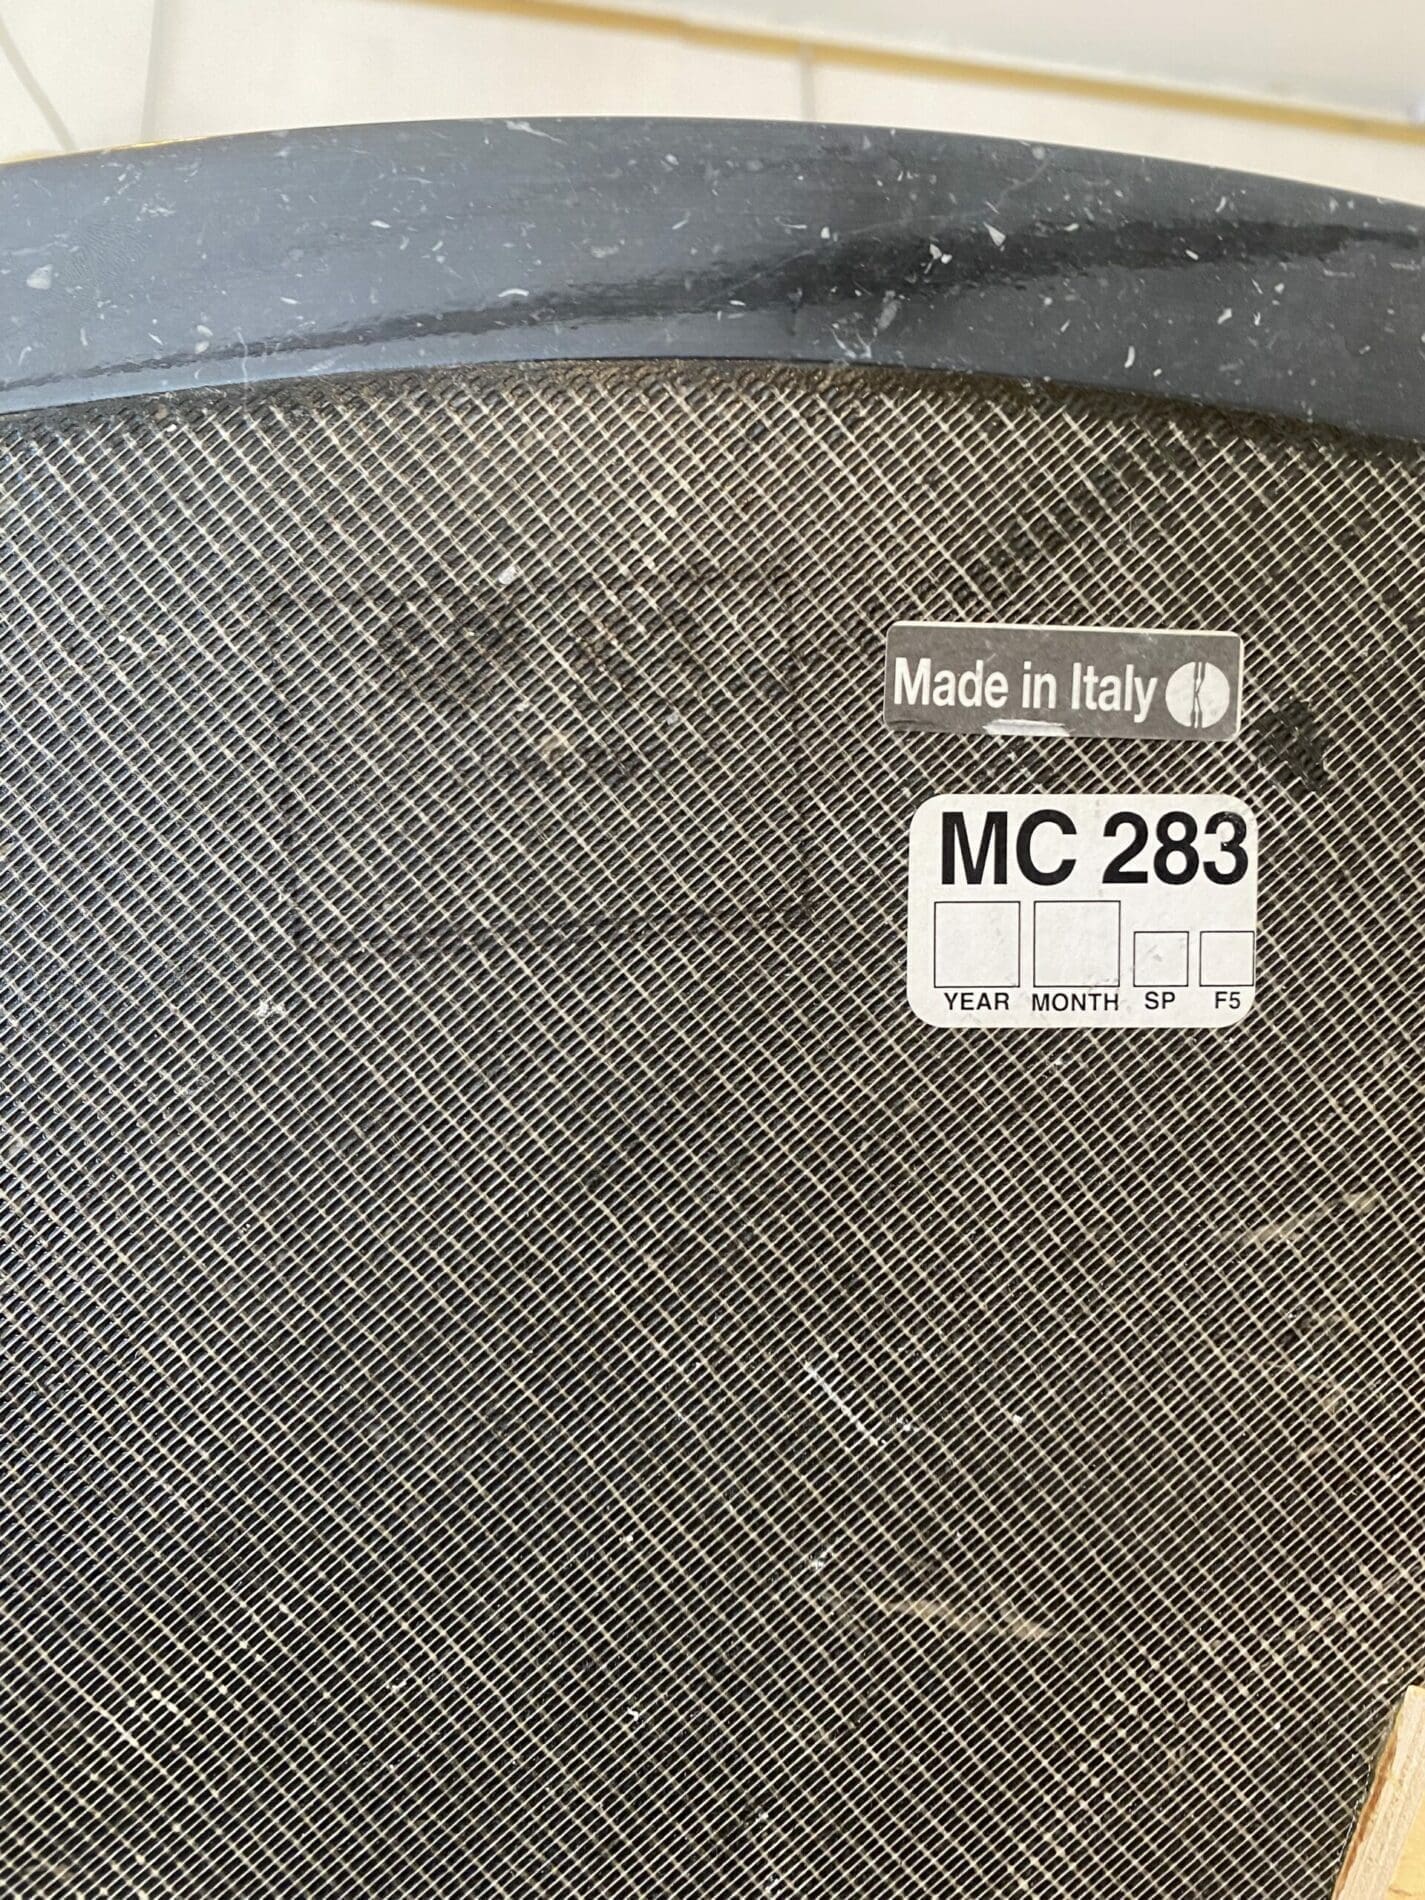 Made in Italy
MC 283
YEAR MONTH SP F5